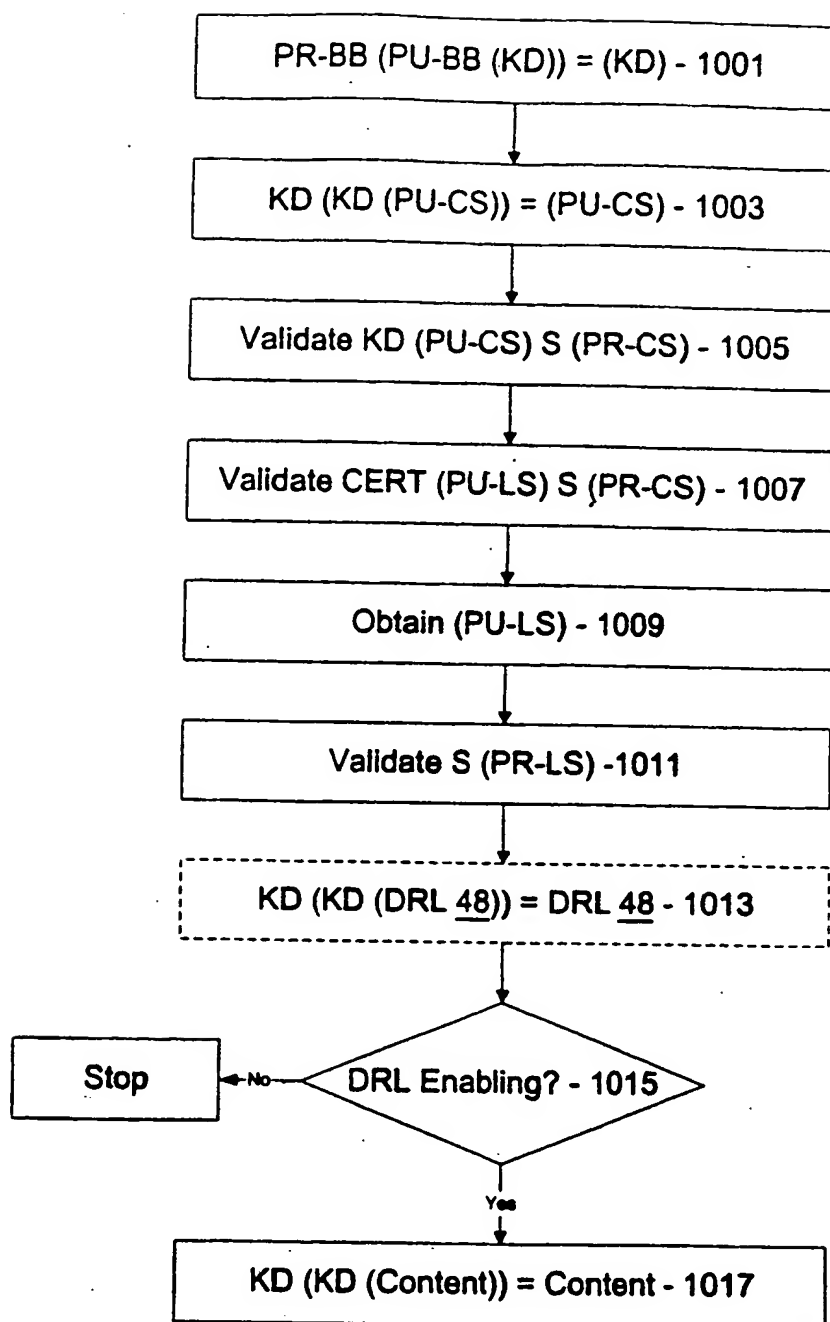 PR-BB (PU-BB (KD)) = (KD) - 1001
KD (KD (PU-CS)) = (PU-CS) - 1003
Validate KD (PU-CS) S (PR-CS) - 1005
Validate CERT (PU-LS) S (PR-CS) - 1007
Obtain (PU-LS) - 1009
Validate S (PR-LS) -1011
KD (KD (DRL 48)) = DRL 48 - 1013
DRL Enabling? - 1015
No
Stop
Yes
KD (KD (Content)) = Content - 1017